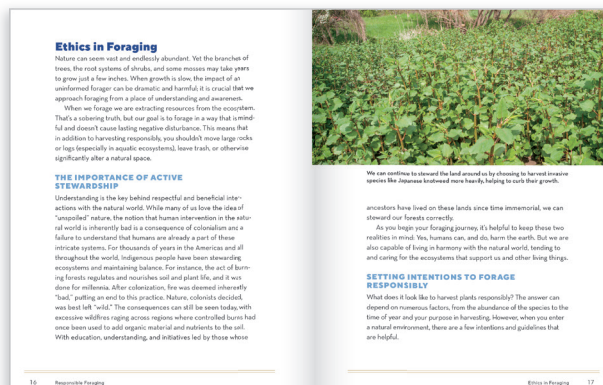 Ethics in Foraging
Nature can seem vast and endlessly abundant. Yet the branches of
trees, the root systems of shrubs, and some mosses may take years
to grow just a few inches. When growth is slow, the impact of an
uninformed forager can be dramatic and harmful; it is crucial that we
approach foraging from a place of understanding and awareness.
When we forage we are extracting resources from the ecosystem.
That's a sobering truth, but our goal is to forage in a way that is mind-
ful and doesn't cause lasting negative disturbance. This means that
in addition to harvesting responsibly, you shouldn't move large rocks
or logs (especially in aquatic ecosystems), leave trash, or otherwise
significantly alter a natural space.
THE IMPORTANCE OF ACTIVE
STEWARDSHIP
Understanding is the key behind respectful and beneficial inter-
actions with the natural world. While many of us love the idea of
"unspoiled" nature, the notion that human intervention in the natu-
ral world is inherently bad is a consequence of colonialism and a
failure to understand that humans are already a part of these
intricate systems. For thousands of years in the Americas and all
throughout the world, Indigenous people have been stewarding
ecosystems and maintaining balance. For instance, the act of burn-
ing forests regulates and nourishes soil and plant life, and it was
done for millennia. After colonization, fire was deemed inherently
"bad," putting an end to this practice. Nature, colonists decided,
was best left "wild." The consequences can still be seen today, with
excessive wildfires raging across regions where controlled burns had
once been used to add organic material and nutrients to the soil.
With education, understanding, and initiatives led by those whose
16 Responsible Foraging
We can continue to steward the land around us by choosing to harvest invasive
species like Japanese knotweed more heavily, helping to curb their growth.
ancestors have lived on these lands since time immemorial, we can
steward our forests correctly.
As you begin your foraging journey, it's helpful to keep these two
realities in mind: Yes, humans can, and do, harm the earth. But we are
also capable of living in harmony with the natural world, tending to
and caring for the ecosystems that support us and other living things.
SETTING INTENTIONS TO FORAGE
RESPONSIBLY
What does it look like to harvest plants responsibly? The answer can
depend on numerous factors, from the abundance of the species to the
time of year and your purpose in harvesting. However, when you enter
a natural environment, there are a few intentions and guidelines that
are helpful.
Ethics in Foraging 17